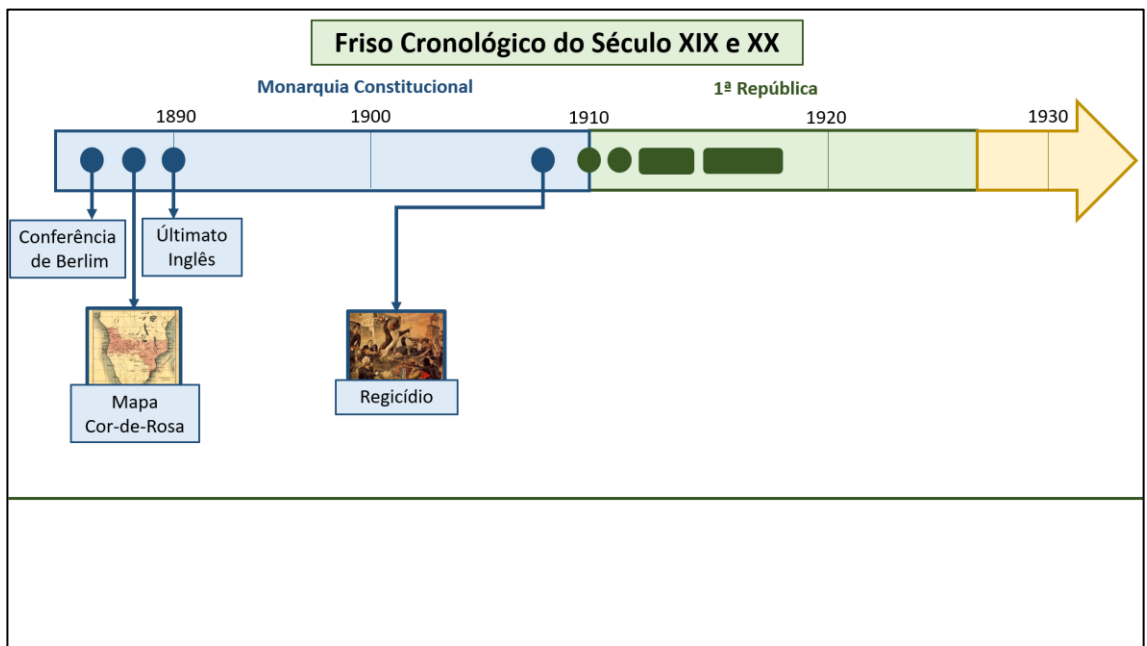 Friso Cronológico do Século XIX e XX
Monarquia Constitucional
1ª República
1890
1900
1910
1920
1930
Conferência
de Berlim
Últimato
Inglês
Mapa
Cor-de-Rosa
Regicídio